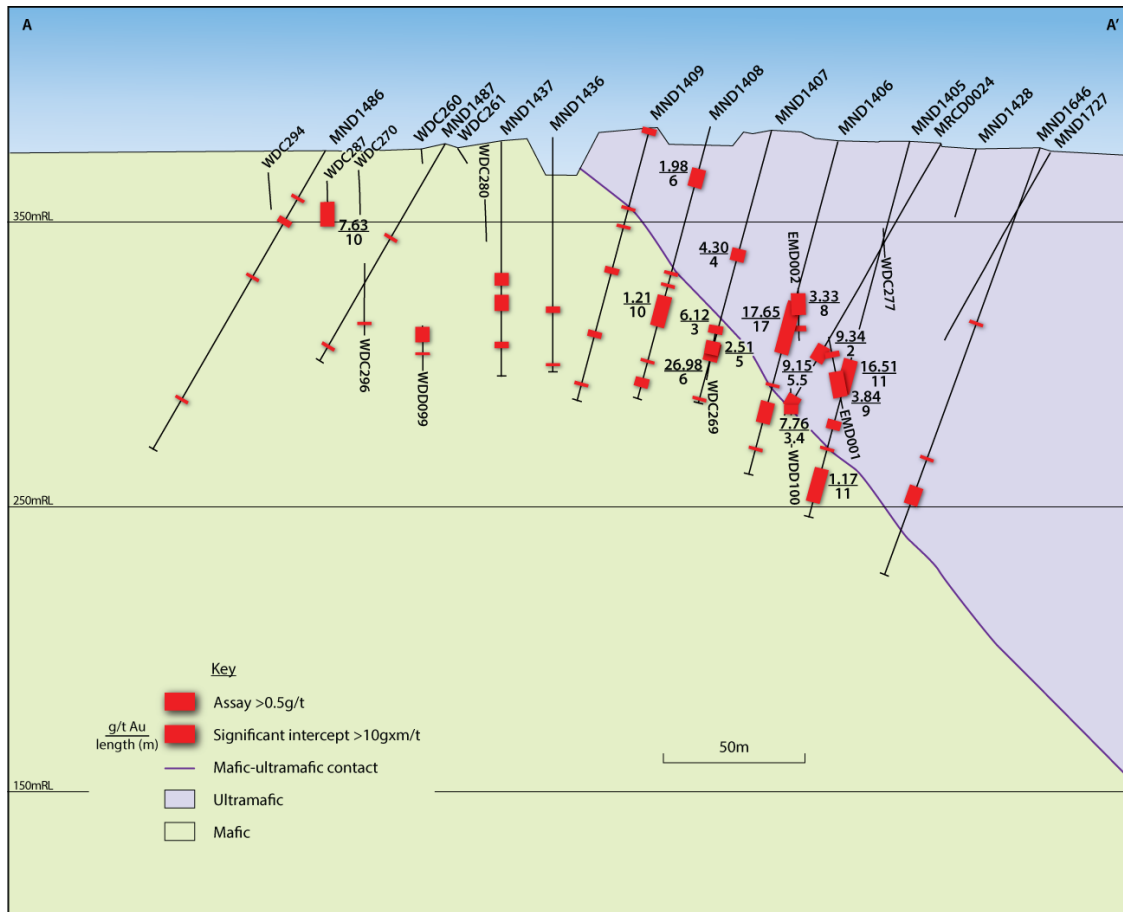 A
A'
WDC294
MND1486
WDC287
WDC270
WDC260
MND1487
WDC261
MND1437
MND1436
MND1409
MND1408
MND1407
MND1406
MND1405
MRCD0024
MND1428
MND1646
MND1727
WDC280
350mRL
7.63
10
1.98
6
4.30
4
EMD002
WDC277
3.33
8
17.65
17
1.21
10
6.12
3
9.34
2
2.51
5
26.98
6
9.15
5.5
16.51
11
3.84
9
7.76
3.4
1.17
11
WDC296
WDD099
WDC269
WDD100
EMD001
250mRL
Key
Assay >0.5g/t
g/t Au
length (m)
Significant intercept >10gxm/t
Mafic-ultramafic contact
Ultramafic
Mafic
50m
150mRL